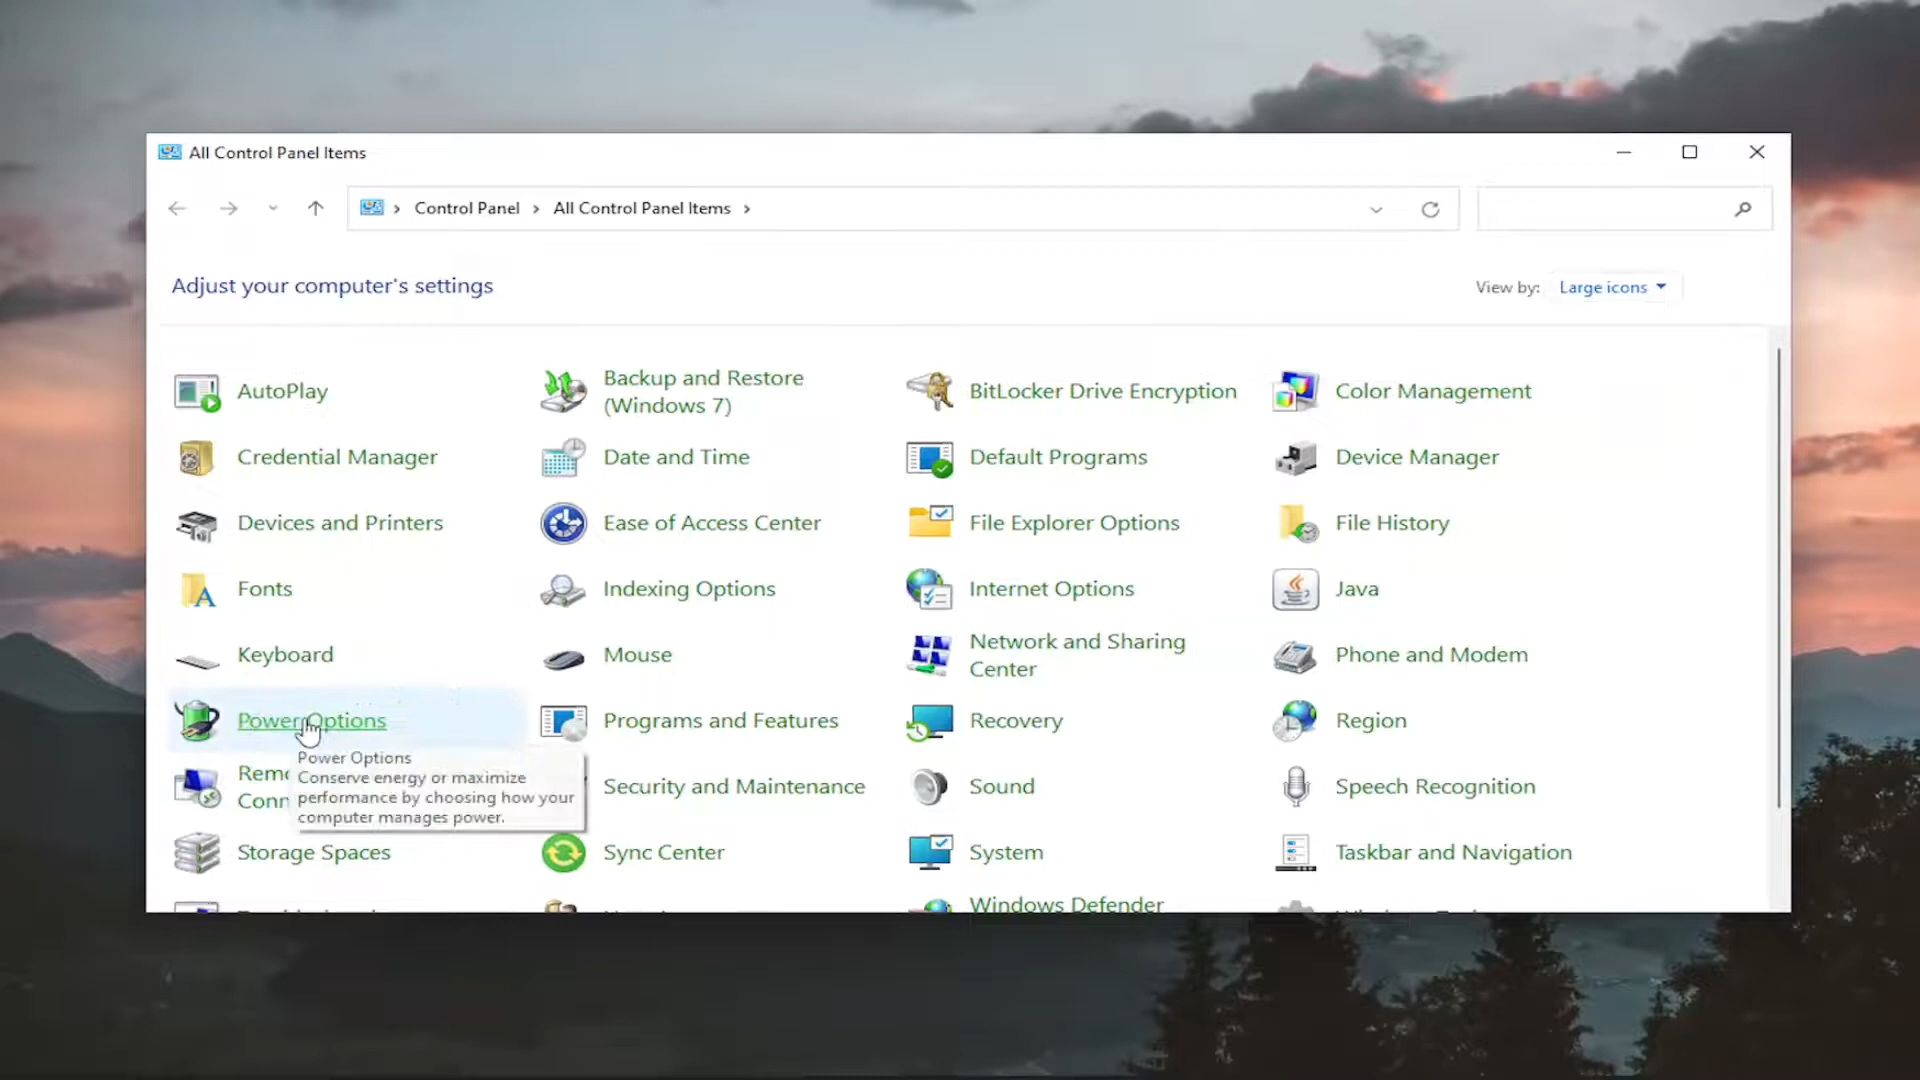 All Control Panel Items
Control Panel
All Control Panel Items
Adjust your computer's settings
View by:
Large icons
AutoPlay
Backup and Restore
(Windows 7)
BitLocker Drive Encryption
Color Management
Credential Manager
Date and Time
Default Programs
Device Manager
Devices and Printers
Ease of Access Center
File Explorer Options
File History
Fonts
Indexing Options
Internet Options
Java
Keyboard
Mouse
Network and Sharing
Center
Phone and Modem
Power Options
Programs and Features
Recovery
Region
Power Options
Conserve energy or maximize
performance by choosing how your
computer manages power.
Security and Maintenance
Sound
Speech Recognition
Storage Spaces
Sync Center
System
Taskbar and Navigation
Windows Defender